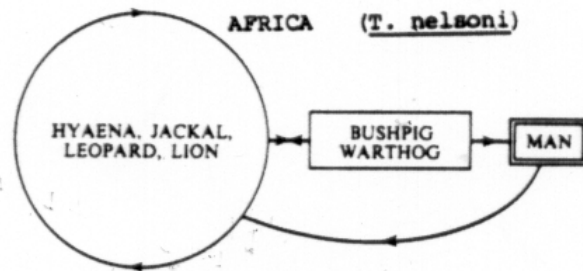 AFRICA (T. nelsoni)
HYAENA, JACKAL,
LEOPARD, LION
BUSHPIG
WARTHOG
MAN